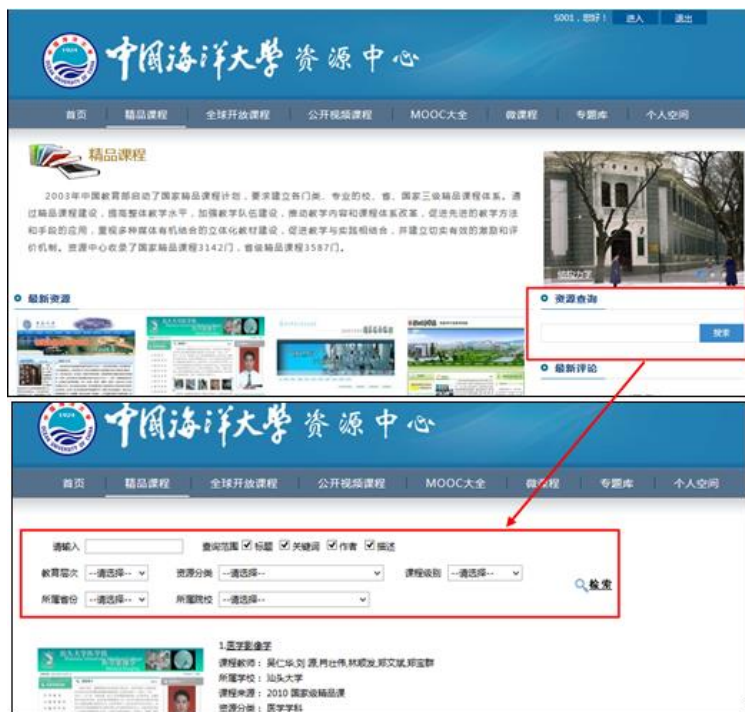 S001，您好！ 进入 退出
中国海洋大学 资源中心
首页 精品课程 全球开放课程 公开视频课程 MOOC大全 微课程 专题库 个人空间
精品课程
2003年中国教育部启动了国家精品课程计划，要求建立各门类、专业的校、省、国家三级精品课程体系。通
过精品课程建设，提高整体教学水平，加强教学队伍建设，推动教学内容和课程体系改革，促进先进的教学方法
和手段的应用，重视多种媒体有机结合的立体化教材建设，促进教学与实践相结合，并建立切实有效的激励和评
价机制。资源中心收录了国家精品课程3142门，省级精品课程3587门。
结构力学
最新资源
资源查询
搜索
最新评论
中国海洋大学 资源中心
首页 精品课程 全球开放课程 公开视频课程 MOOC大全 微课程 专题库 个人空间
请输入 查询范围 标题 关键词 作者 描述
教育层次 --请选择-- 资源分类 --请选择-- 课程级别 --请选择--
检索
所属省份 --请选择-- 所属院校 --请选择--
1.医学影像学
课程教师： 吴仁华,刘 源,肖壮伟,林顺发,郑文斌,郑宝群
所属学校： 汕头大学
课程来源： 2010 国家级精品课
资源分类： 医学学科